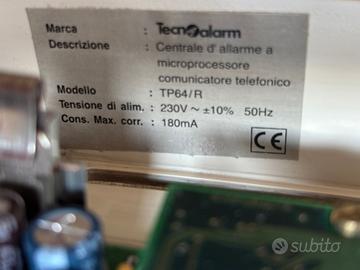 Marca : Tecnoalarm
Descrizione : Centrale d'allarme a
microprocessore
comunicatore telefonico
Modello : TP64/R
Tensione di alim. : 230V ~ ±10% 50Hz
Cons. Max. corr. : 180mA
CE
subito